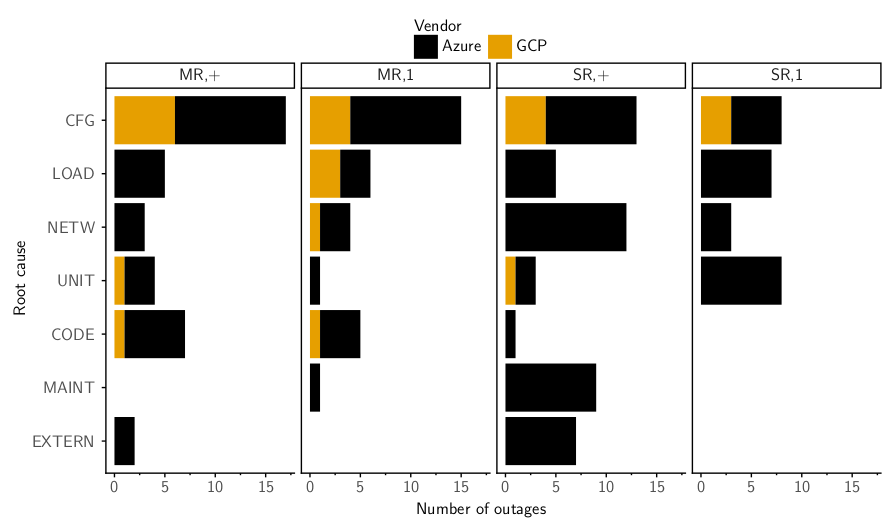 Vendor
Azure GCP
MR,+ MR,1 SR,+ SR,1
CFG
LOAD
NETW
UNIT
CODE
MAINT
EXTERN
Root cause
0 5 10 15 0 5 10 15 0 5 10 15 0 5 10 15
Number of outages